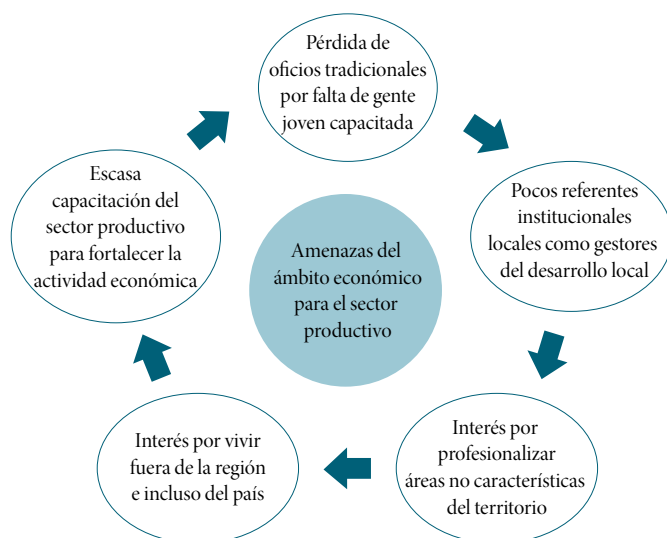 Pérdida de
oficios tradicionales
por falta de gente
joven capacitada
Pocos referentes
institucionales
locales como gestores
del desarrollo local
Interés por
profesionalizar
áreas no características
del territorio
Interés por vivir
fuera de la región
e incluso del país
Escasa
capacitación del
sector productivo
para fortalecer la
actividad económica
Amenazas del
ámbito económico
para el sector
productivo